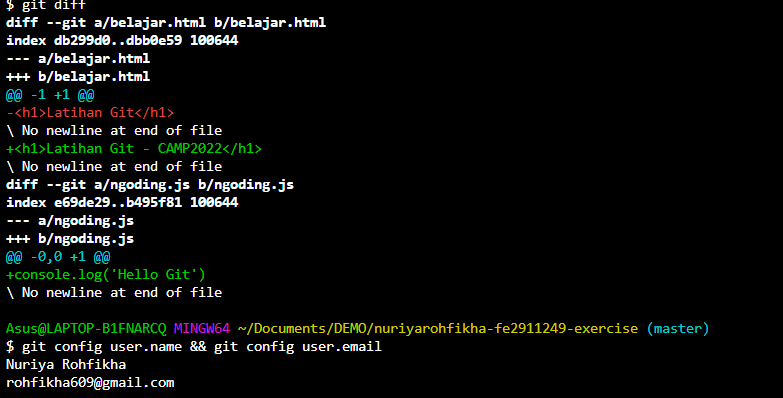 $ git diff
diff --git a/belajar.html b/belajar.html
index db299d0..dbb0e59 100644
--- a/belajar.html
+++ b/belajar.html
@@ -1 +1 @@
-<h1>Latihan Git</h1>
\ No newline at end of file
+<h1>Latihan Git - CAMP2022</h1>
\ No newline at end of file
diff --git a/ngoding.js b/ngoding.js
index e69de29..b495f81 100644
--- a/ngoding.js
+++ b/ngoding.js
@@ -0,0 +1 @@
+console.log('Hello Git')
\ No newline at end of file
Asus@LAPTOP-B1FNARCQ MINGW64 ~/Documents/DEMO/nuriyarohfikha-fe2911249-exercise (master)
$ git config user.name && git config user.email
Nuriya Rohfikha
rohfikha609@gmail.com